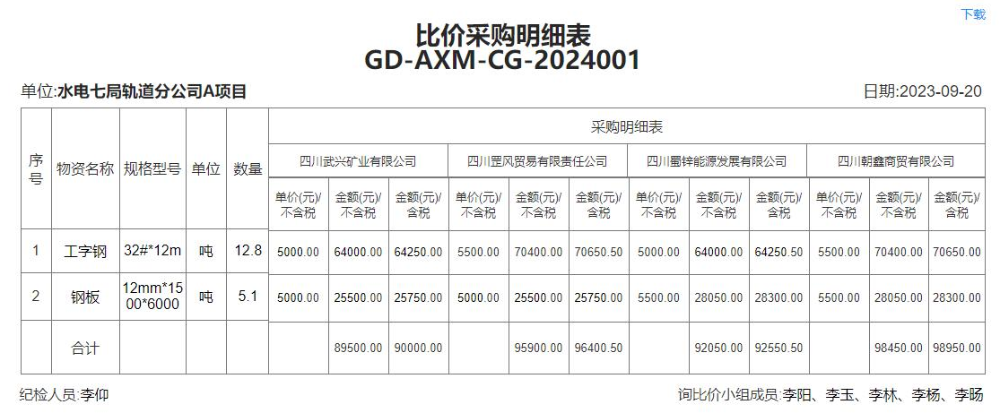 下载
比价采购明细表
GD-AXM-CG-2024001
单位:水电七局轨道分公司A项目 日期:2023-09-20
序号 物资名称 规格型号 单位 数量 采购明细表
四川武兴矿业有限公司 四川罡风贸易有限责任公司 四川蜀锌能源发展有限公司 四川朝鑫商贸有限公司
单价(元)/不含税 金额(元)/不含税 金额(元)/含税 单价(元)/不含税 金额(元)/不含税 金额(元)/含税 单价(元)/不含税 金额(元)/不含税 金额(元)/含税 单价(元)/不含税 金额(元)/不含税 金额(元)/含税
1 工字钢 32#*12m 吨 12.8 5000.00 64000.00 64250.00 5500.00 70400.00 70650.50 5000.00 64000.00 64250.50 5500.00 70400.00 70650.00
2 钢板 12mm*1500*6000 吨 5.1 5000.00 25500.00 25750.00 5000.00 25500.00 25750.00 5500.00 28050.00 28300.00 5500.00 28050.00 28300.00
合计 89500.00 90000.00 95900.00 96400.50 92050.00 92550.50 98450.00 98950.00
纪检人员:李仰 询比价小组成员:李阳、李玉、李林、李杨、李旸